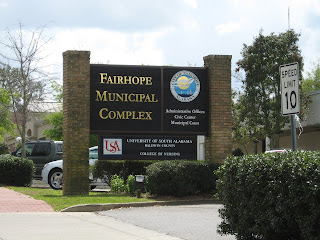 FAIRHOPE
MUNICIPAL
COMPLEX
Administration Offices
Civic Center
Municipal Court
USA
UNIVERSITY OF SOUTH ALABAMA
BALDWIN COUNTY
COLLEGE OF NURSING
SPEED
LIMIT
10